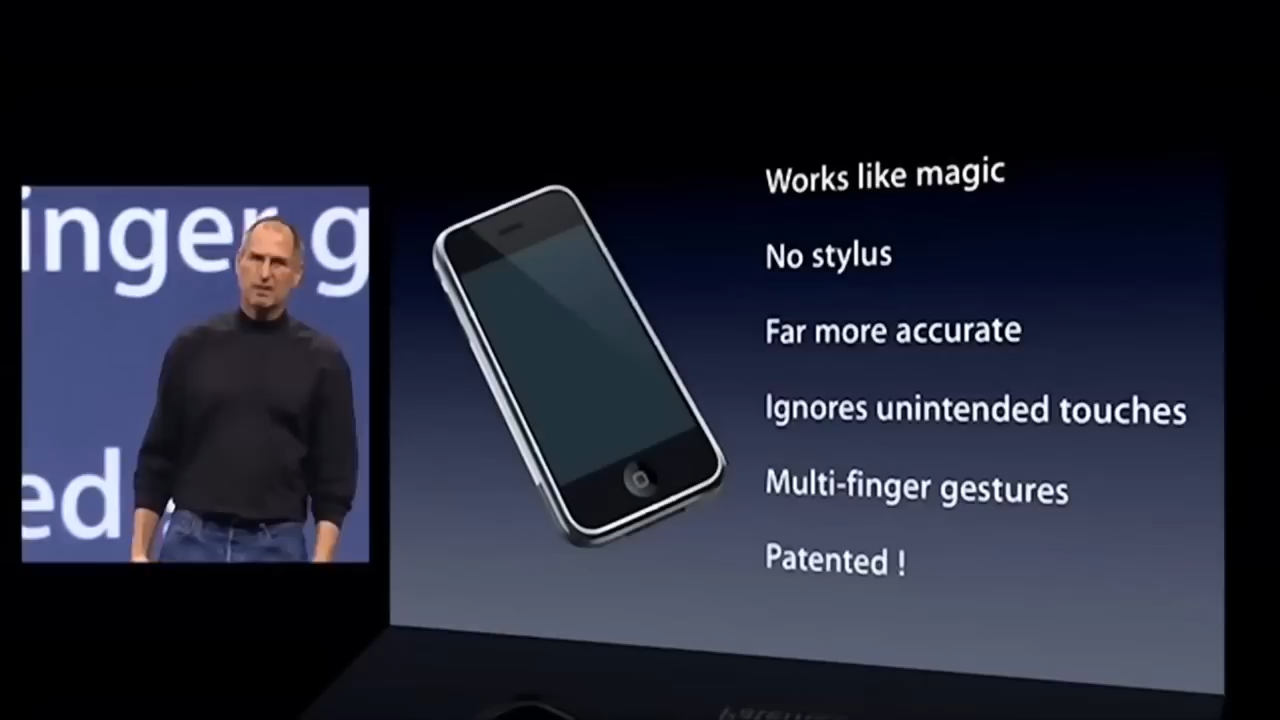 inger g
ed
Works like magic
No stylus
Far more accurate
Ignores unintended touches
Multi-finger gestures
Patented !